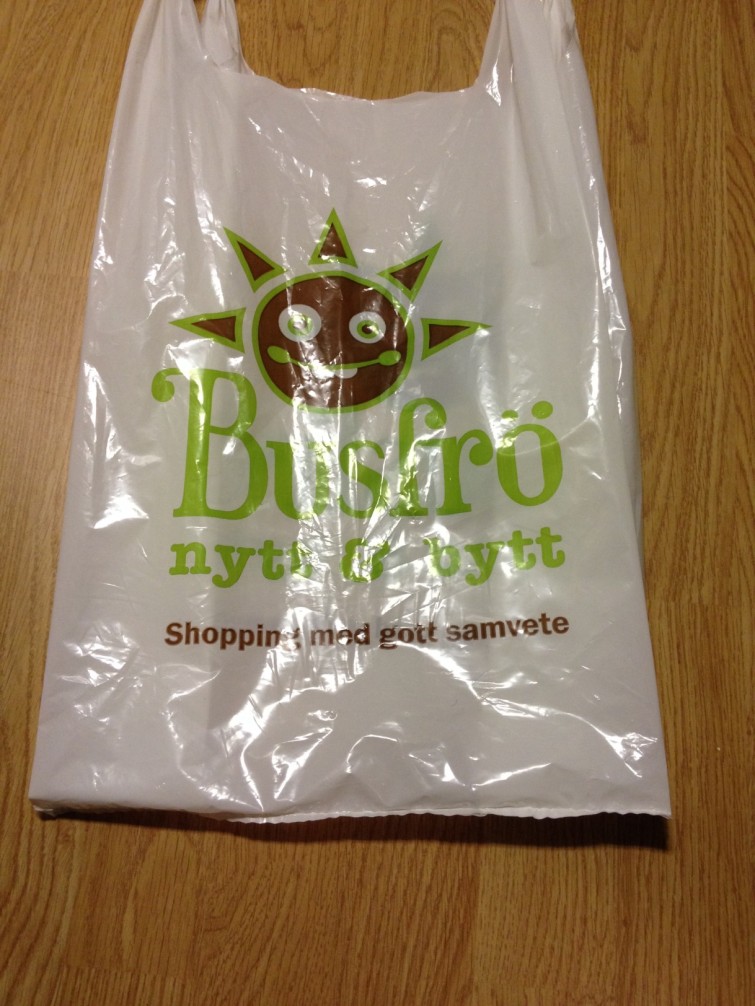 Busfrö
nytt & bytt
Shopping med gott samvete